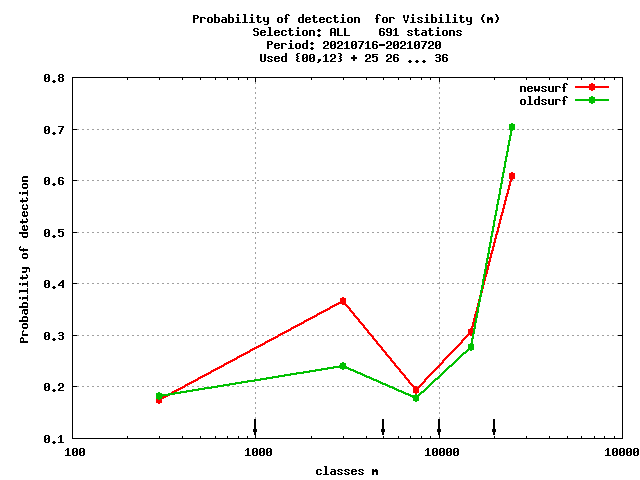 Probability of detection  for Visibility (m)
Selection: ALL    691 stations
Period: 20210716-20210720
Used {00,12} + 25 26 ... 36
0.8
0.7
0.6
0.5
0.4
0.3
0.2
0.1
Probability of detection
newsurf
oldsurf
100 1000 10000 10000
classes m